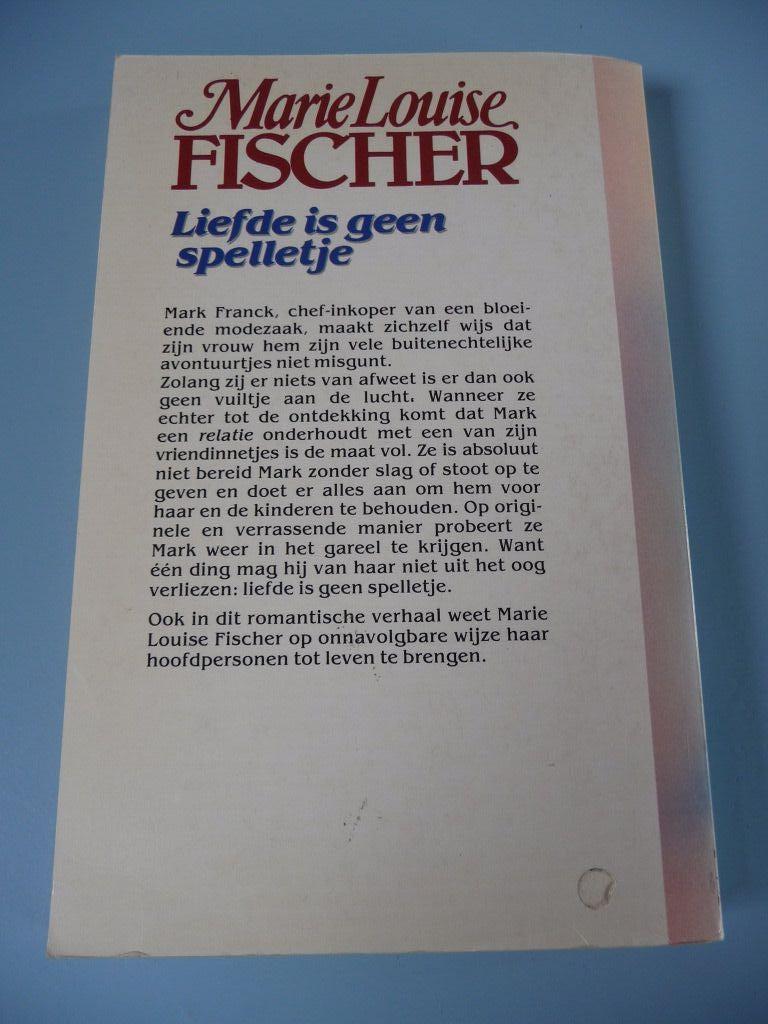 Marie Louise
FISCHER
Liefde is geen
spelletje
Mark Franck, chef-inkoper van een bloei-
ende modezaak, maakt zichzelf wijs dat
zijn vrouw hem zijn vele buitenechtelijke
avontuurtjes niet misgunt.
Zolang zij er niets van afweet is er dan ook
geen vuiltje aan de lucht. Wanneer ze
echter tot de ontdekking komt dat Mark
een relatie onderhoudt met een van zijn
vriendinnetjes is de maat vol. Ze is absoluut
niet bereid Mark zonder slag of stoot op te
geven en doet er alles aan om hem voor
haar en de kinderen te behouden. Op origi-
nele en verrassende manier probeert ze
Mark weer in het gareel te krijgen. Want
één ding mag hij van haar niet uit het oog
verliezen: liefde is geen spelletje.
Ook in dit romantische verhaal weet Marie
Louise Fischer op onnavolgbare wijze haar
hoofdpersonen tot leven te brengen.